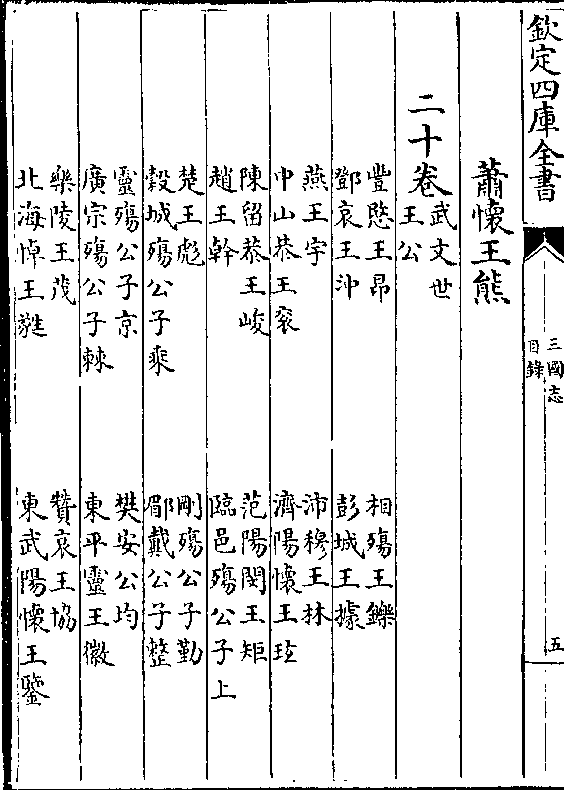 欽定四庫全書
三國志
目錄
五
蕭懷王熊
二十卷武文世
王公
豐愍王昂
相殤王鑠
鄧哀王沖
彭城王據
燕王宇
沛穆王林
中山恭王袞
濟陽懷王玹
陳留恭王峻
范陽閔王矩
趙王幹
臨邑殤公子上
楚王彪
剛殤公子勤
穀城殤公子乘
郿戴公子整
靈殤公子京
樊安公均
廣宗殤公子棘
東平靈王徽
樂陵王茂
贊哀王協
北海悼王蕤
東武陽懷王鑒